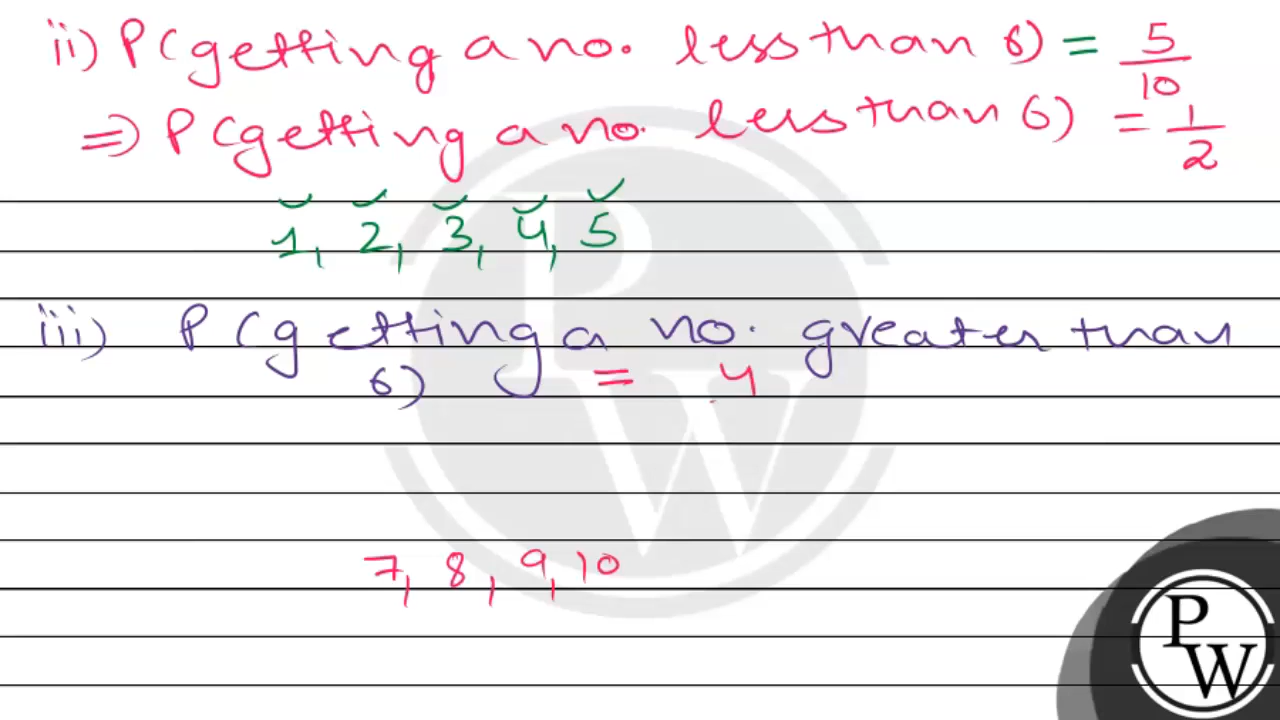 ii) P(getting a no. less than 6) = 5/10
=> P(getting a no. less than 6) = 1/2
1, 2, 3, 4, 5
iii) P(getting a no. greater than
6) = 4
7, 8, 9, 10
PW
PW